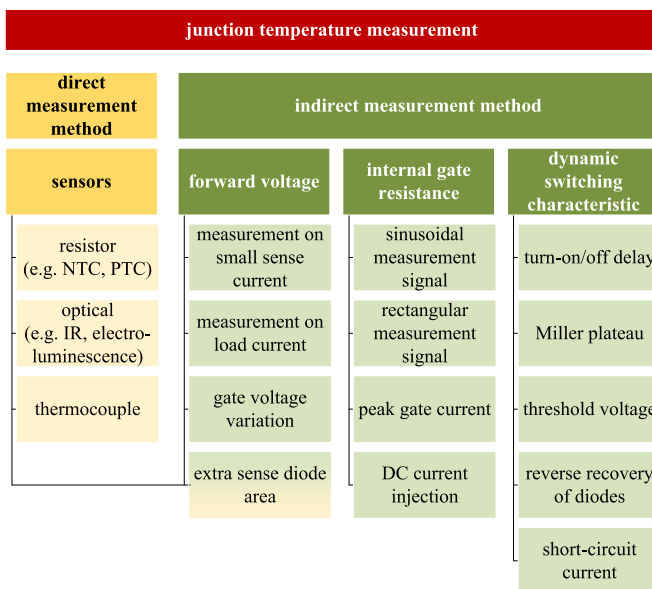 junction temperature measurement
direct
measurement
method
indirect measurement method
sensors
forward voltage
internal gate
resistance
dynamic
switching
characteristic
resistor
(e.g. NTC, PTC)
optical
(e.g. IR, electro-
luminescence)
thermocouple
measurement on
small sense
current
measurement on
load current
gate voltage
variation
extra sense diode
area
sinusoidal
measurement
signal
rectangular
measurement
signal
peak gate current
DC current
injection
turn-on/off delay
Miller plateau
threshold voltage
reverse recovery
of diodes
short-circuit
current